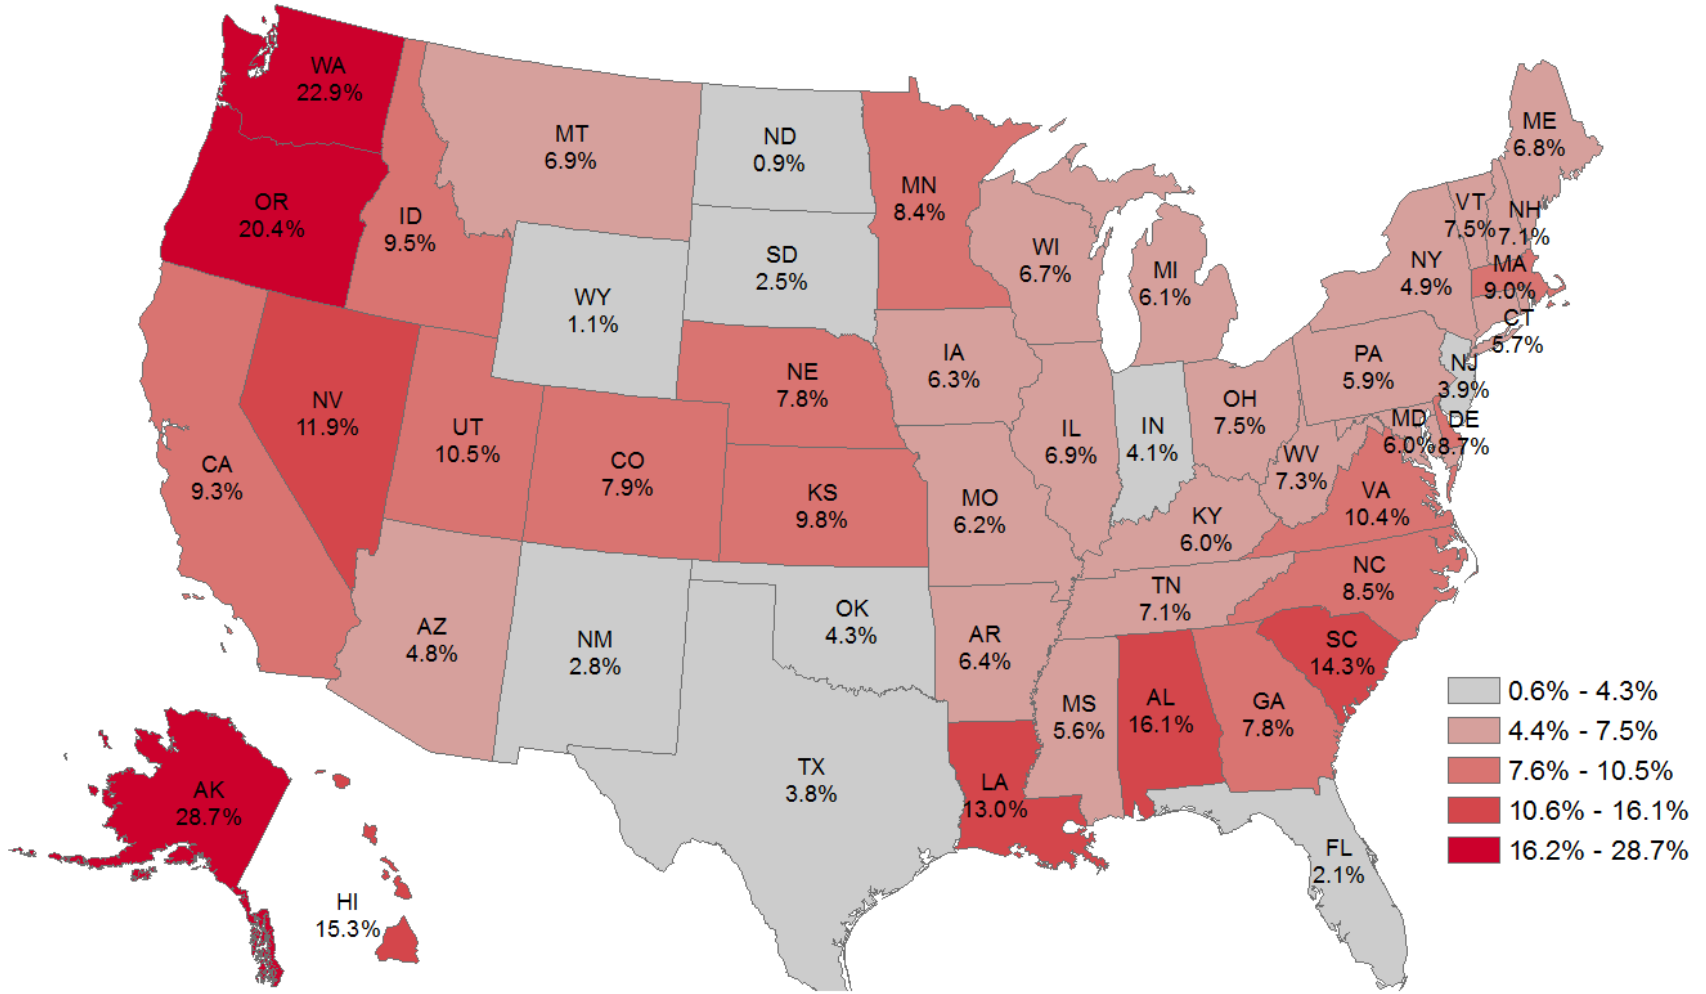 WA
22.9%
MT
6.9%
ND
0.9%
MN
8.4%
ME
6.8%
OR
20.4%
ID
9.5%
SD
2.5%
WI
6.7%
MI
6.1%
VT
7.5%
NH
7.1%
NY
4.9%
MA
9.0%
WY
1.1%
CT
5.7%
IA
6.3%
PA
5.9%
NJ
3.9%
NE
7.8%
NV
11.9%
UT
10.5%
CO
7.9%
IL
6.9%
IN
4.1%
OH
7.5%
MD
6.0%
DE
8.7%
CA
9.3%
KS
9.8%
MO
6.2%
WV
7.3%
VA
10.4%
KY
6.0%
NC
8.5%
TN
7.1%
AZ
4.8%
NM
2.8%
OK
4.3%
AR
6.4%
SC
14.3%
MS
5.6%
AL
16.1%
GA
7.8%
TX
3.8%
LA
13.0%
FL
2.1%
AK
28.7%
HI
15.3%
0.6% - 4.3%
4.4% - 7.5%
7.6% - 10.5%
10.6% - 16.1%
16.2% - 28.7%